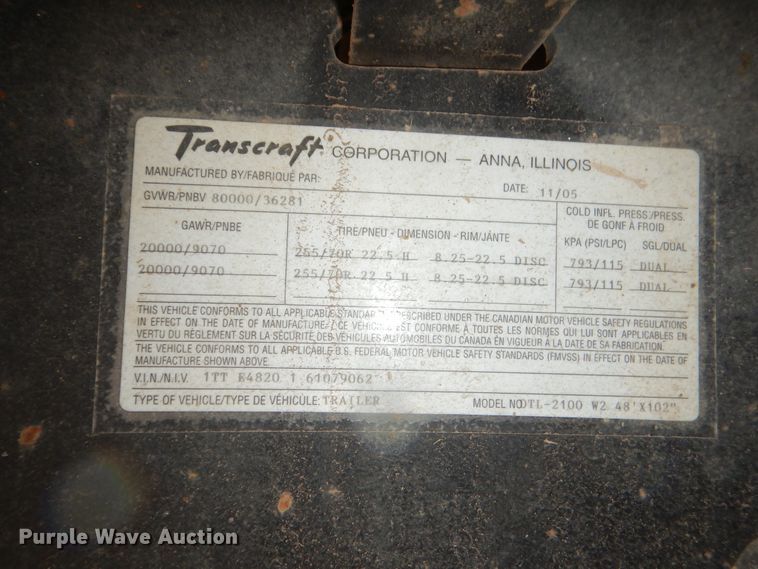 Transcraft CORPORATION — ANNA, ILLINOIS
MANUFACTURED BY/FABRIQUÉ PAR: DATE: 11/05
GVWR/PNBV 80000/36281
COLD INFL. PRESS/PRESS. DE GONF À FROID
GAWR/PNBE TIRE/PNEU - DIMENSION - RIM/JANTE KPA (PSI/LPC) SGL/DUAL
20000/9070 255/70R 22.5 H 8.25-22.5 DISC 793/115 DUAL
20000/9070 255/70R 22.5 H 8.25-22.5 DISC 793/115 DUAL
THIS VEHICLE CONFORMS TO ALL APPLICABLE STANDARDS PRESCRIBED UNDER THE CANADIAN MOTOR VEHICLE SAFETY REGULATIONS
IN EFFECT ON THE DATE OF MANUFACTURE/ CE VÉHICULE EST CONFORME À TOUTES LES NORMES QUI LUI SONT APPLICABLES EN
VERTU DU RÈGLEMENT SUR LA SÉCURITÉ DES VÉHICULES AUTOMOBILES DU CANADA EN VIGUEUR À LA DATE DE SA FABRICATION.
THE VEHICLE CONFORMS TO ALL APPLICABLE U.S. FEDERAL MOTOR VEHICLE SAFETY STANDARDS (FMVSS) IN EFFECT ON THE DATE OF
MANUFACTURE SHOWN ABOVE
V.I.N./N.I.V. 1TT E4820 1 61079062
TYPE OF VEHICLE/TYPE DE VÉHICULE: TRAILER MODEL NO DTL-2100 W2 48'X102"
Purple Wave Auction